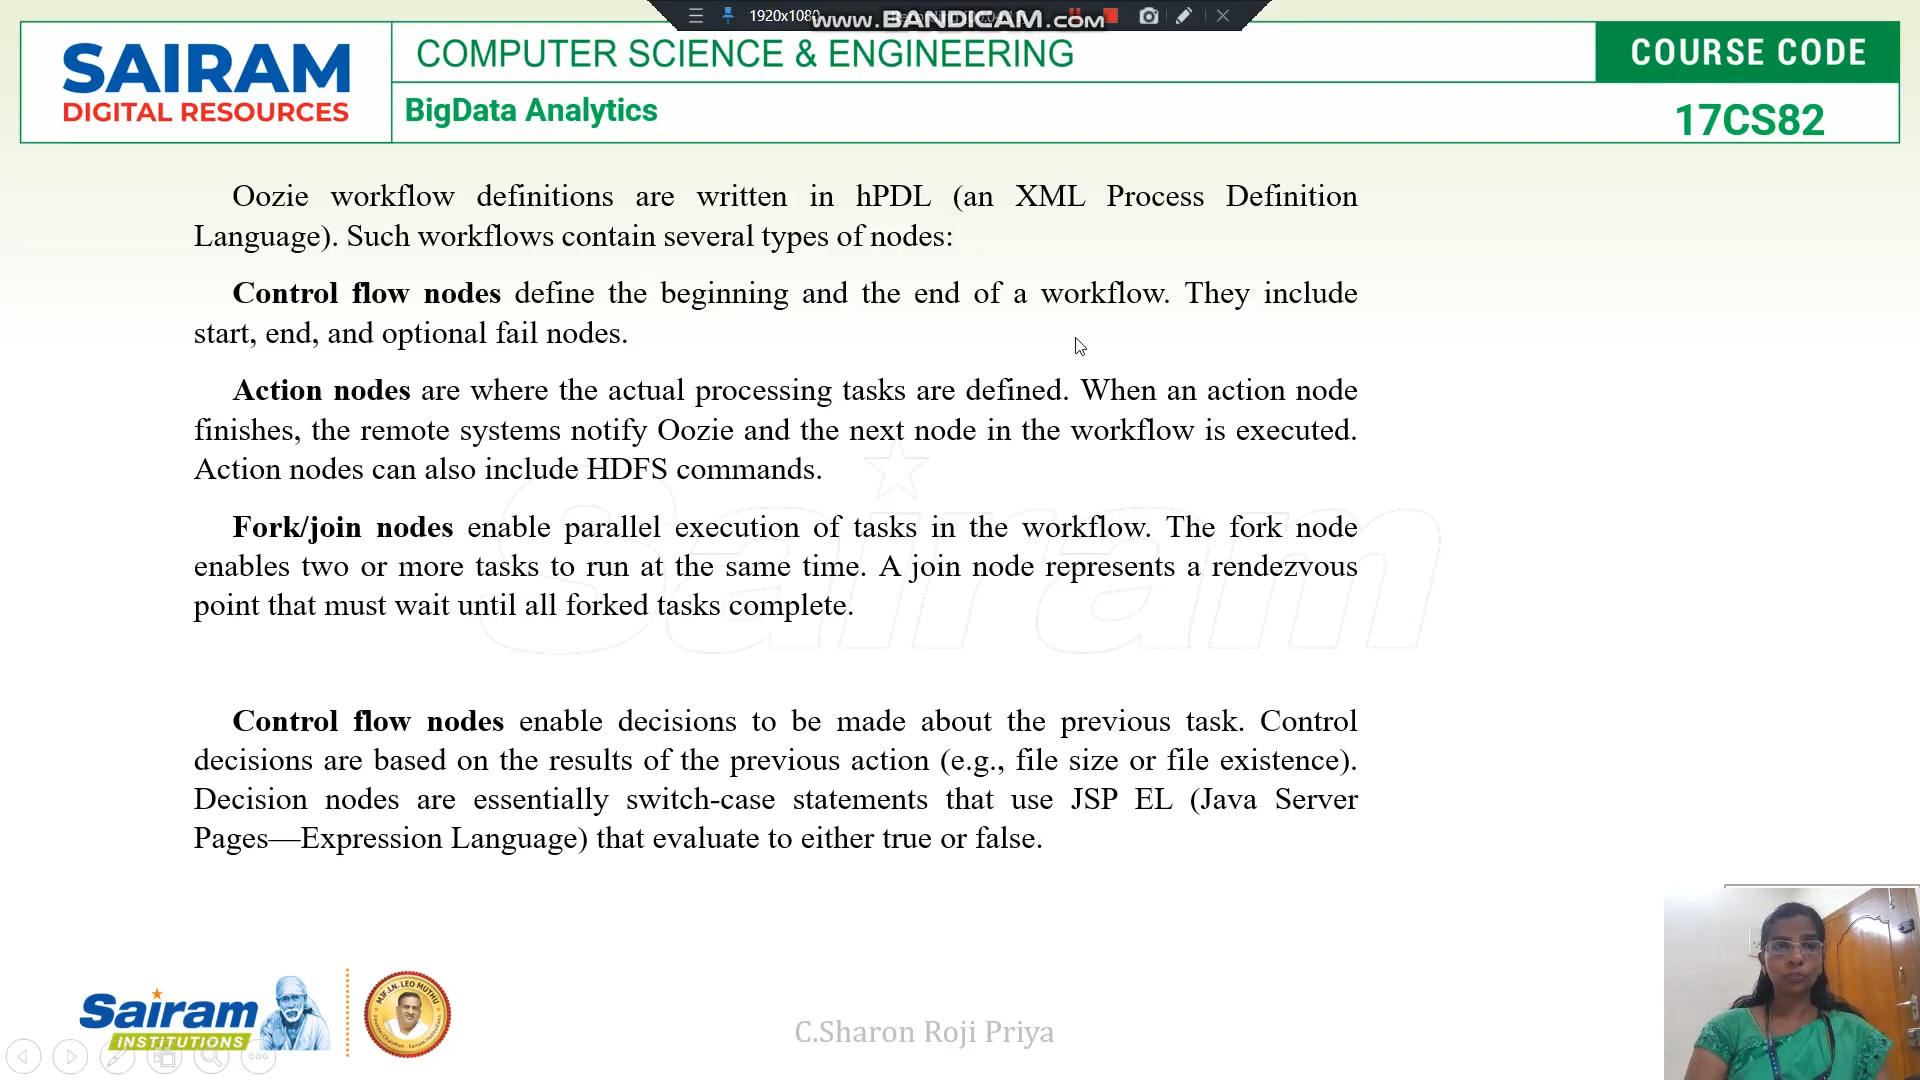 1920x1080
www.BANDICAM.com
SAIRAM
DIGITAL RESOURCES
COMPUTER SCIENCE & ENGINEERING
COURSE CODE
BigData Analytics
17CS82
Oozie workflow definitions are written in hPDL (an XML Process Definition
Language). Such workflows contain several types of nodes:
Control flow nodes define the beginning and the end of a workflow. They include
start, end, and optional fail nodes.
Action nodes are where the actual processing tasks are defined. When an action node
finishes, the remote systems notify Oozie and the next node in the workflow is executed.
Action nodes can also include HDFS commands.
Fork/join nodes enable parallel execution of tasks in the workflow. The fork node
enables two or more tasks to run at the same time. A join node represents a rendezvous
point that must wait until all forked tasks complete.
Sairam
Control flow nodes enable decisions to be made about the previous task. Control
decisions are based on the results of the previous action (e.g., file size or file existence).
Decision nodes are essentially switch-case statements that use JSP EL (Java Server
Pages—Expression Language) that evaluate to either true or false.
Sairam
INSTITUTIONS
MJF.LN. LEO MUTHU
C.Sharon Roji Priya